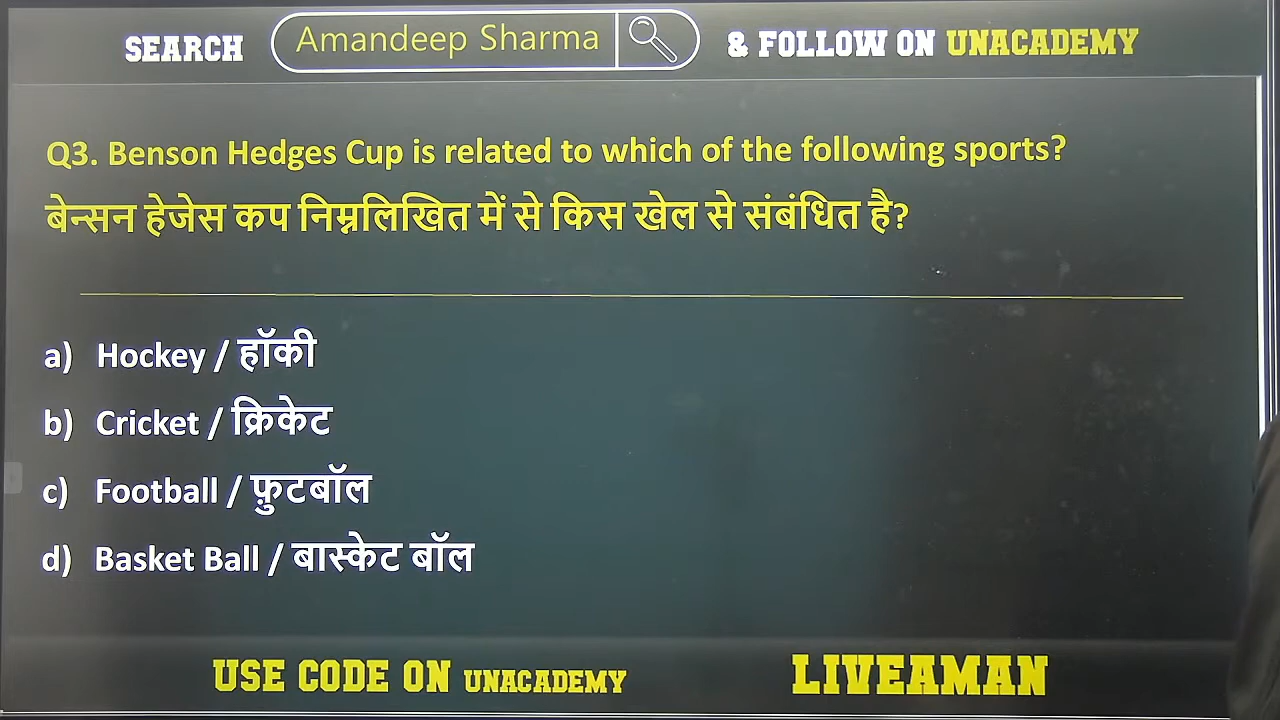 SEARCH Amandeep Sharma & FOLLOW ON UNACADEMY
Q3. Benson Hedges Cup is related to which of the following sports?
बेन्सन हेजेस कप निम्नलिखित में से किस खेल से संबंधित है?
a) Hockey / हॉकी
b) Cricket / क्रिकेट
c) Football / फ़ुटबॉल
d) Basket Ball / बास्केट बॉल
USE CODE ON UNACADEMY LIVEAMAN